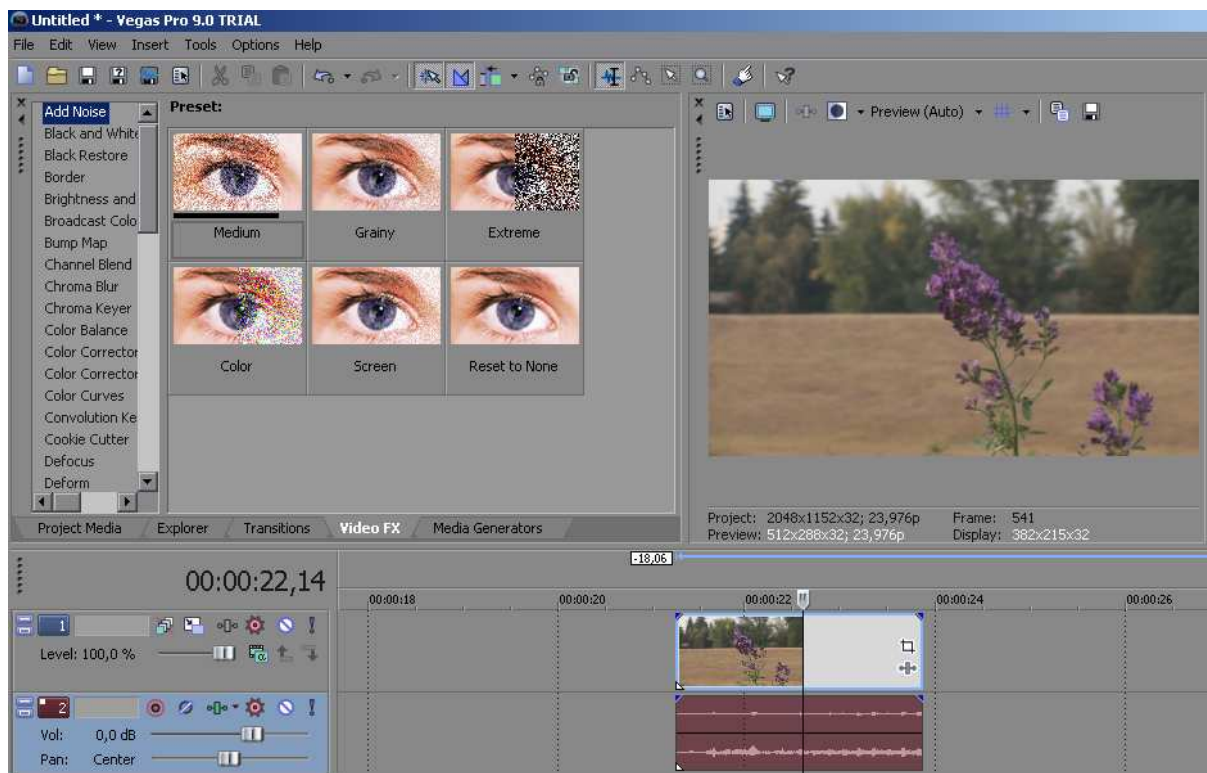 Untitled * - Vegas Pro 9.0 TRIAL
File Edit View Insert Tools Options Help
Add Noise
Black and White
Black Restore
Border
Brightness and
Broadcast Colo
Bump Map
Channel Blend
Chroma Blur
Chroma Keyer
Color Balance
Color Corrector
Color Corrector
Color Curves
Convolution Ke
Cookie Cutter
Defocus
Deform
Preset:
Medium Grainy Extreme
Color Screen Reset to None
Preview (Auto)
Project Media Explorer Transitions Video FX Media Generators
Project: 2048x1152x32; 23,976p Frame: 541
Preview: 512x288x32; 23,976p Display: 382x215x32
-18,06
00:00:22,14
00:00:18 00:00:20 00:00:22 00:00:24 00:00:26
1
Level: 100,0 %
2
Vol: 0,0 dB
Pan: Center